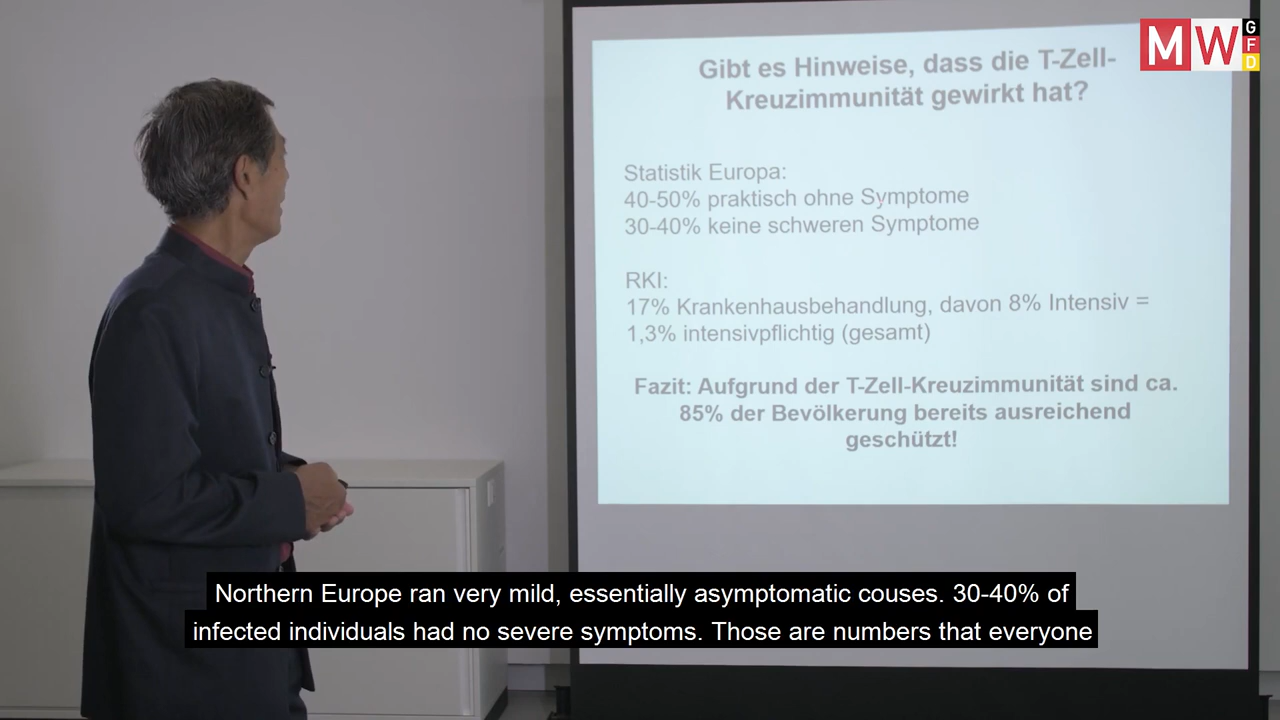 MW
G
F
D
Gibt es Hinweise, dass die T-Zell-
Kreuzimmunität gewirkt hat?
Statistik Europa:
40-50% praktisch ohne Symptome
30-40% keine schweren Symptome
RKI:
17% Krankenhausbehandlung, davon 8% Intensiv =
1,3% intensivpflichtig (gesamt)
Fazit: Aufgrund der T-Zell-Kreuzimmunität sind ca.
85% der Bevölkerung bereits ausreichend
geschützt!
Northern Europe ran very mild, essentially asymptomatic couses. 30-40% of
infected individuals had no severe symptoms. Those are numbers that everyone